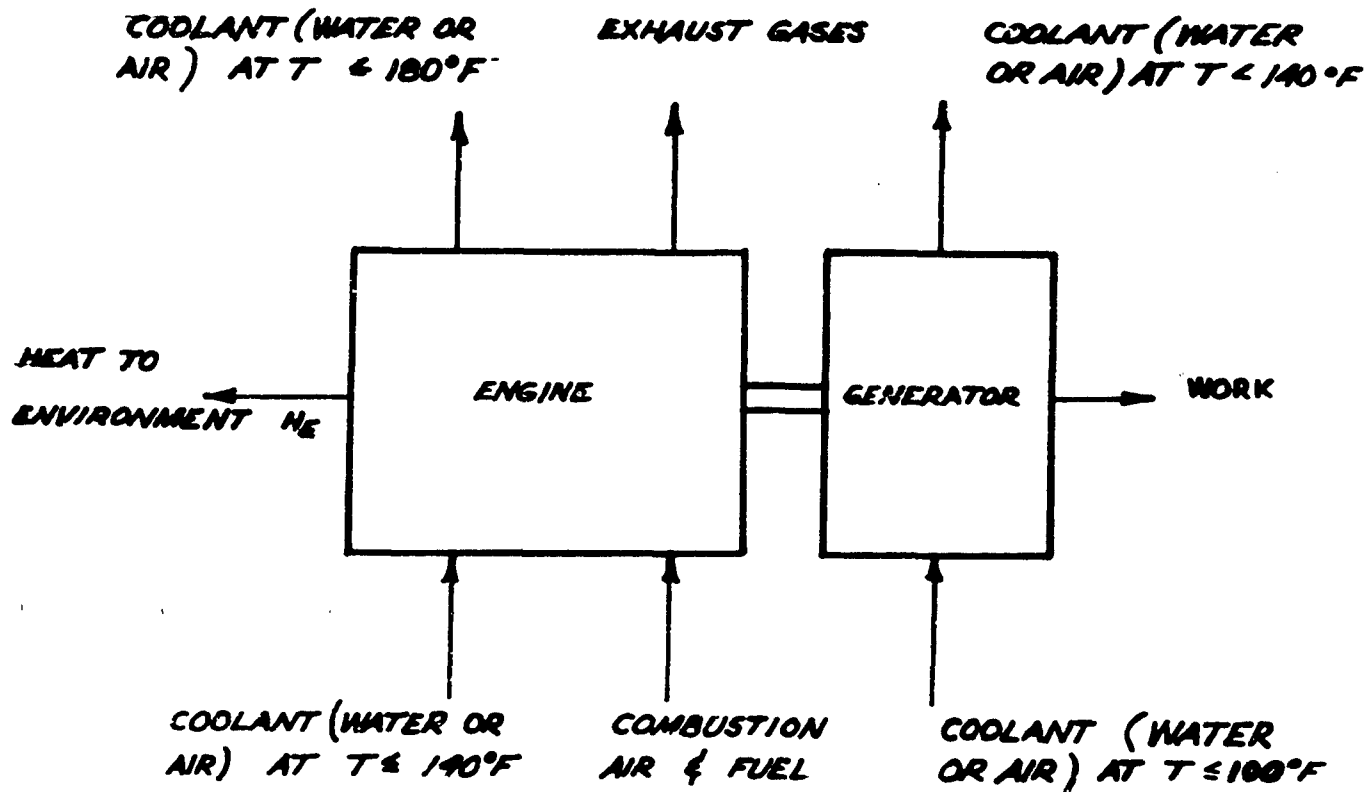 COOLANT (WATER OR
AIR) AT T ≤ 180°F
EXHAUST GASES
COOLANT (WATER
OR AIR) AT T < 140°F
HEAT TO
ENVIRONMENT H_E
ENGINE
GENERATOR
WORK
COOLANT (WATER OR
AIR) AT T ≤ 140°F
COMBUSTION
AIR & FUEL
COOLANT (WATER
OR AIR) AT T ≤ 100°F